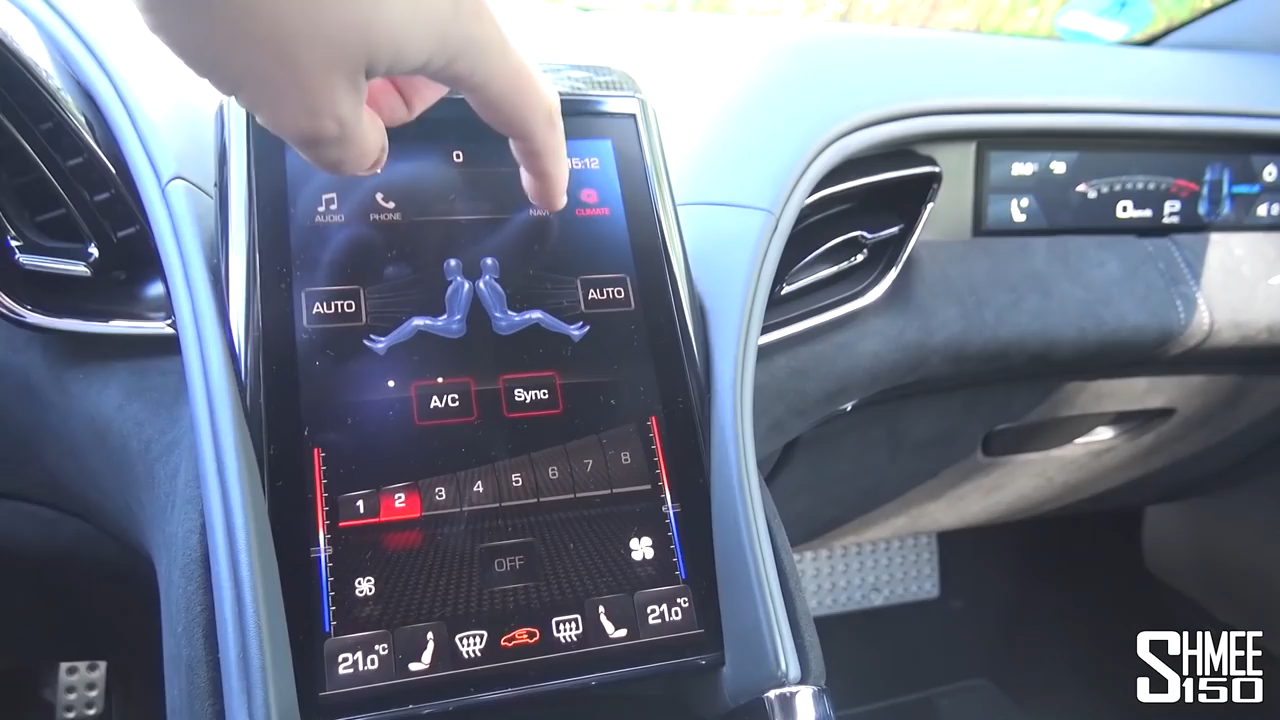 0
15:12
AUDIO
PHONE
NAVI
CLIMATE
AUTO
AUTO
A/C
Sync
1 2 3 4 5 6 7 8
OFF
21.0°C
21.0°C
0km/h
P
SHMEE
150